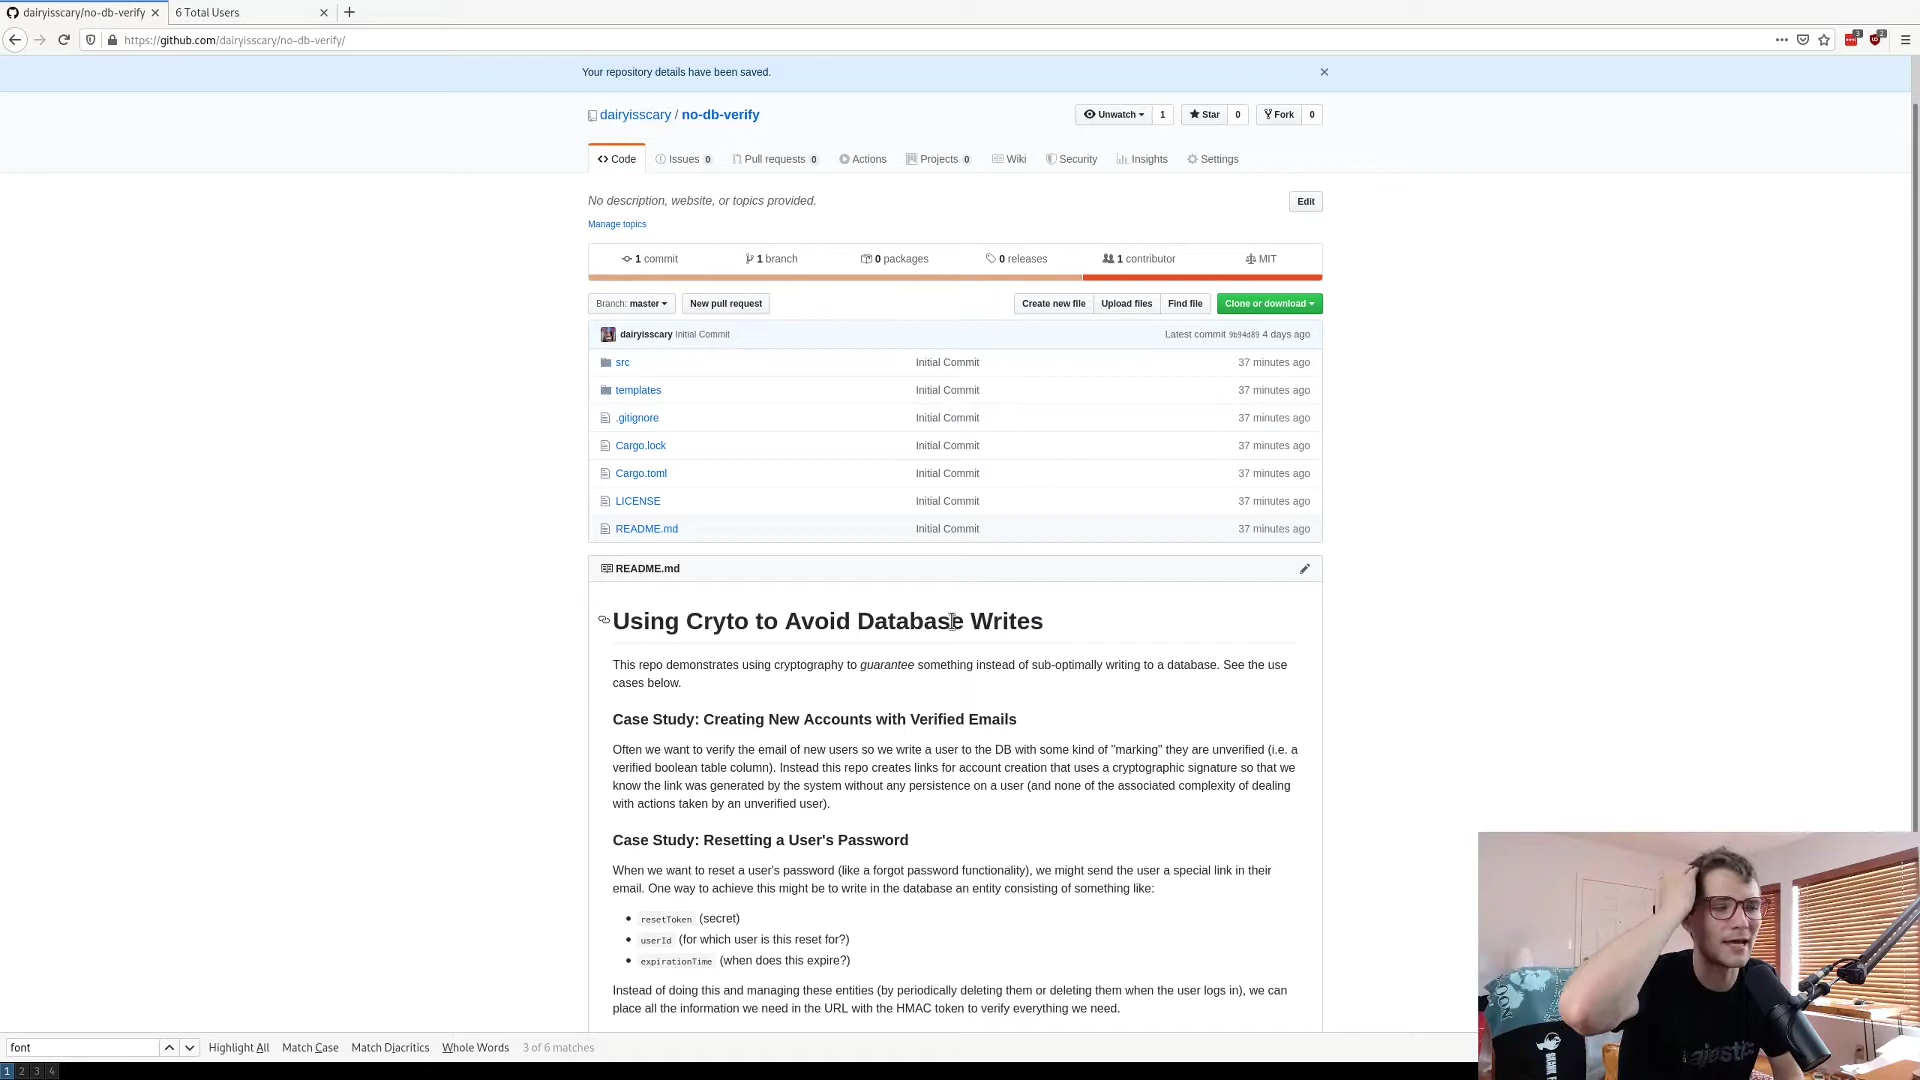 dairyisscary/no-db-verify
6 Total Users
https://github.com/dairyisscary/no-db-verify/
3
2
Your repository details have been saved.
dairyisscary / no-db-verify
Unwatch 1
Star 0
Fork 0
Code
Issues 0
Pull requests 0
Actions
Projects 0
Wiki
Security
Insights
Settings
No description, website, or topics provided.
Edit
Manage topics
1 commit
1 branch
0 packages
0 releases
1 contributor
MIT
Branch: master
New pull request
Create new file
Upload files
Find file
Clone or download
dairyisscary Initial Commit
Latest commit 9b94d89 4 days ago
src Initial Commit 37 minutes ago
templates Initial Commit 37 minutes ago
.gitignore Initial Commit 37 minutes ago
Cargo.lock Initial Commit 37 minutes ago
Cargo.toml Initial Commit 37 minutes ago
LICENSE Initial Commit 37 minutes ago
README.md Initial Commit 37 minutes ago
README.md
Using Cryto to Avoid Database Writes
This repo demonstrates using cryptography to guarantee something instead of sub-optimally writing to a database. See the use
cases below.
Case Study: Creating New Accounts with Verified Emails
Often we want to verify the email of new users so we write a user to the DB with some kind of "marking" they are unverified (i.e. a
verified boolean table column). Instead this repo creates links for account creation that uses a cryptographic signature so that we
know the link was generated by the system without any persistence on a user (and none of the associated complexity of dealing
with actions taken by an unverified user).
Case Study: Resetting a User's Password
When we want to reset a user's password (like a forgot password functionality), we might send the user a special link in their
email. One way to achieve this might be to write in the database an entity consisting of something like:
resetToken (secret)
userId (for which user is this reset for?)
expirationTime (when does this expire?)
Instead of doing this and managing these entities (by periodically deleting them or deleting them when the user logs in), we can
place all the information we need in the URL with the HMAC token to verify everything we need.
font
Highlight All
Match Case
Match Diacritics
Whole Words
3 of 6 matches
1 2 3 4